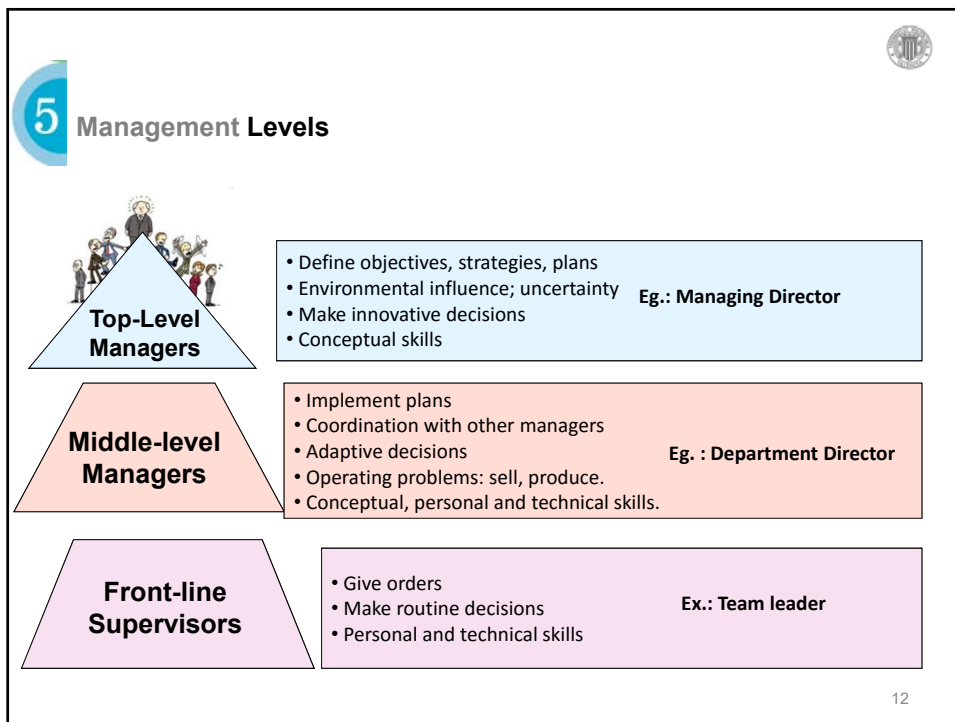 5
Management Levels
Top-Level
Managers
• Define objectives, strategies, plans
• Environmental influence; uncertainty
• Make innovative decisions
• Conceptual skills
Eg.: Managing Director
Middle-level
Managers
• Implement plans
• Coordination with other managers
• Adaptive decisions
• Operating problems: sell, produce.
• Conceptual, personal and technical skills.
Eg. : Department Director
Front-line
Supervisors
• Give orders
• Make routine decisions
• Personal and technical skills
Ex.: Team leader
12